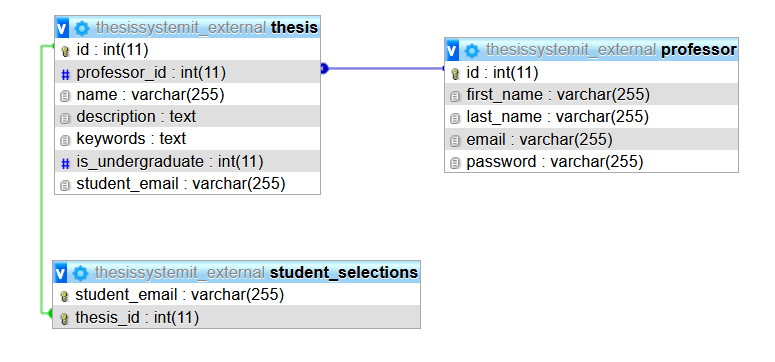 v thesissystemit_external thesis
id : int(11)
professor_id : int(11)
name : varchar(255)
description : text
keywords : text
is_undergraduate : int(11)
student_email : varchar(255)
v thesissystemit_external professor
id : int(11)
first_name : varchar(255)
last_name : varchar(255)
email : varchar(255)
password : varchar(255)
v thesissystemit_external student_selections
student_email : varchar(255)
thesis_id : int(11)